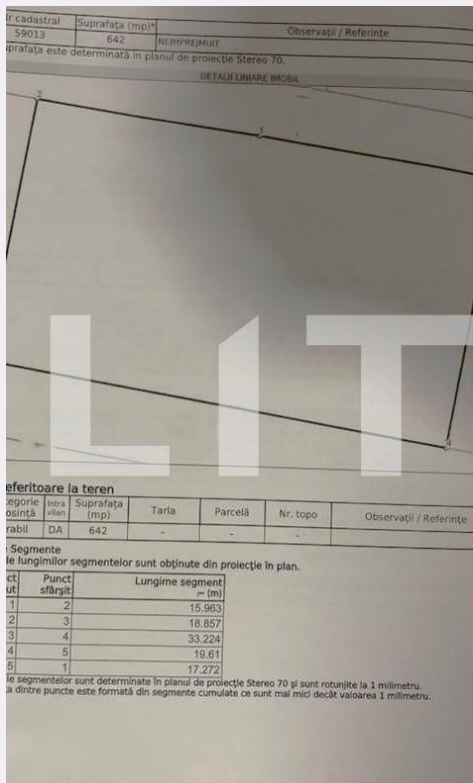 Nr cadastral Suprafața (mp)* Observații / Referințe
59013 642 NEIMPREJMUIT
uprafața este determinată in planul de proiecție Stereo 70.
DETALII LINIARE IMOBIL
2
3
LIT
4
eferitoare la teren
tegorie Intra Suprafața Tarla Parcelă Nr. topo Observații / Referințe
osință vilan (mp)
rabil DA 642 - - -
Segmente
le lungimilor segmentelor sunt obținute din proiecție în plan.
ct Punct Lungime segment
ut sfârșit (m)
1 2 15.963
2 3 18.857
3 4 33.224
4 5 19.61
5 1 17.272
le segmentelor sunt determinate în planul de proiecție Stereo 70 și sunt rotunjite la 1 milimetru.
a dintre puncte este formată din segmente cumulate ce sunt mai mici decât valoarea 1 milimetru.